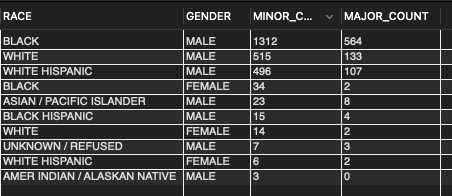 RACE GENDER MINOR_C... MAJOR_COUNT
BLACK MALE 1312 564
WHITE MALE 515 133
WHITE HISPANIC MALE 496 107
BLACK FEMALE 34 2
ASIAN / PACIFIC ISLANDER MALE 23 8
BLACK HISPANIC MALE 15 4
WHITE FEMALE 14 2
UNKNOWN / REFUSED MALE 7 3
WHITE HISPANIC FEMALE 6 2
AMER INDIAN / ALASKAN NATIVE MALE 3 0